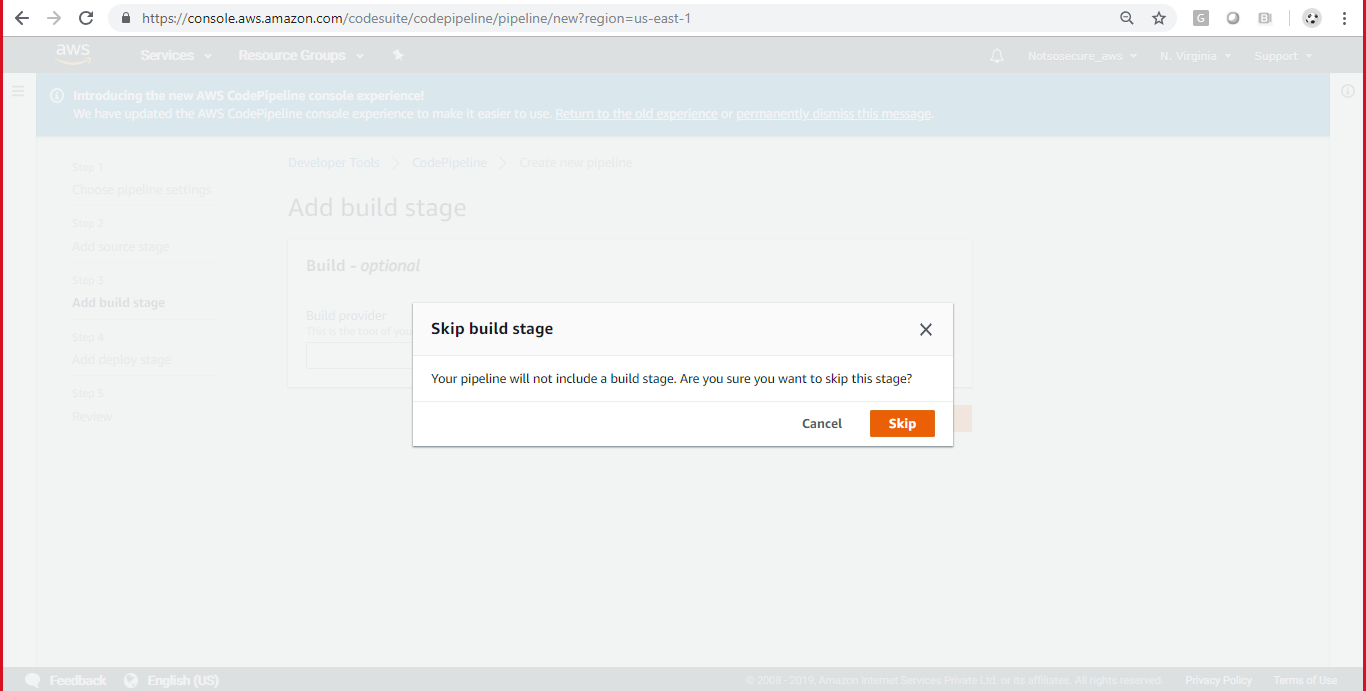 https://console.aws.amazon.com/codesuite/codepipeline/pipeline/new?region=us-east-1
G
B
aws
Services
Resource Groups
Notsosecure_aws
N. Virginia
Support
Introducing the new AWS CodePipeline console experience!
We have updated the AWS CodePipeline console experience to make it easier to use. Return to the old experience or permanently dismiss this message.
Developer Tools
CodePipeline
Create new pipeline
Step 1
Choose pipeline settings
Step 2
Add source stage
Step 3
Add build stage
Step 4
Add deploy stage
Step 5
Review
Add build stage
Build - optional
Build provider
This is the tool of you
Skip build stage
Your pipeline will not include a build stage. Are you sure you want to skip this stage?
Cancel
Skip
Feedback
English (US)
© 2008 - 2019, Amazon Internet Services Private Ltd. or its affiliates. All rights reserved.
Privacy Policy
Terms of Use